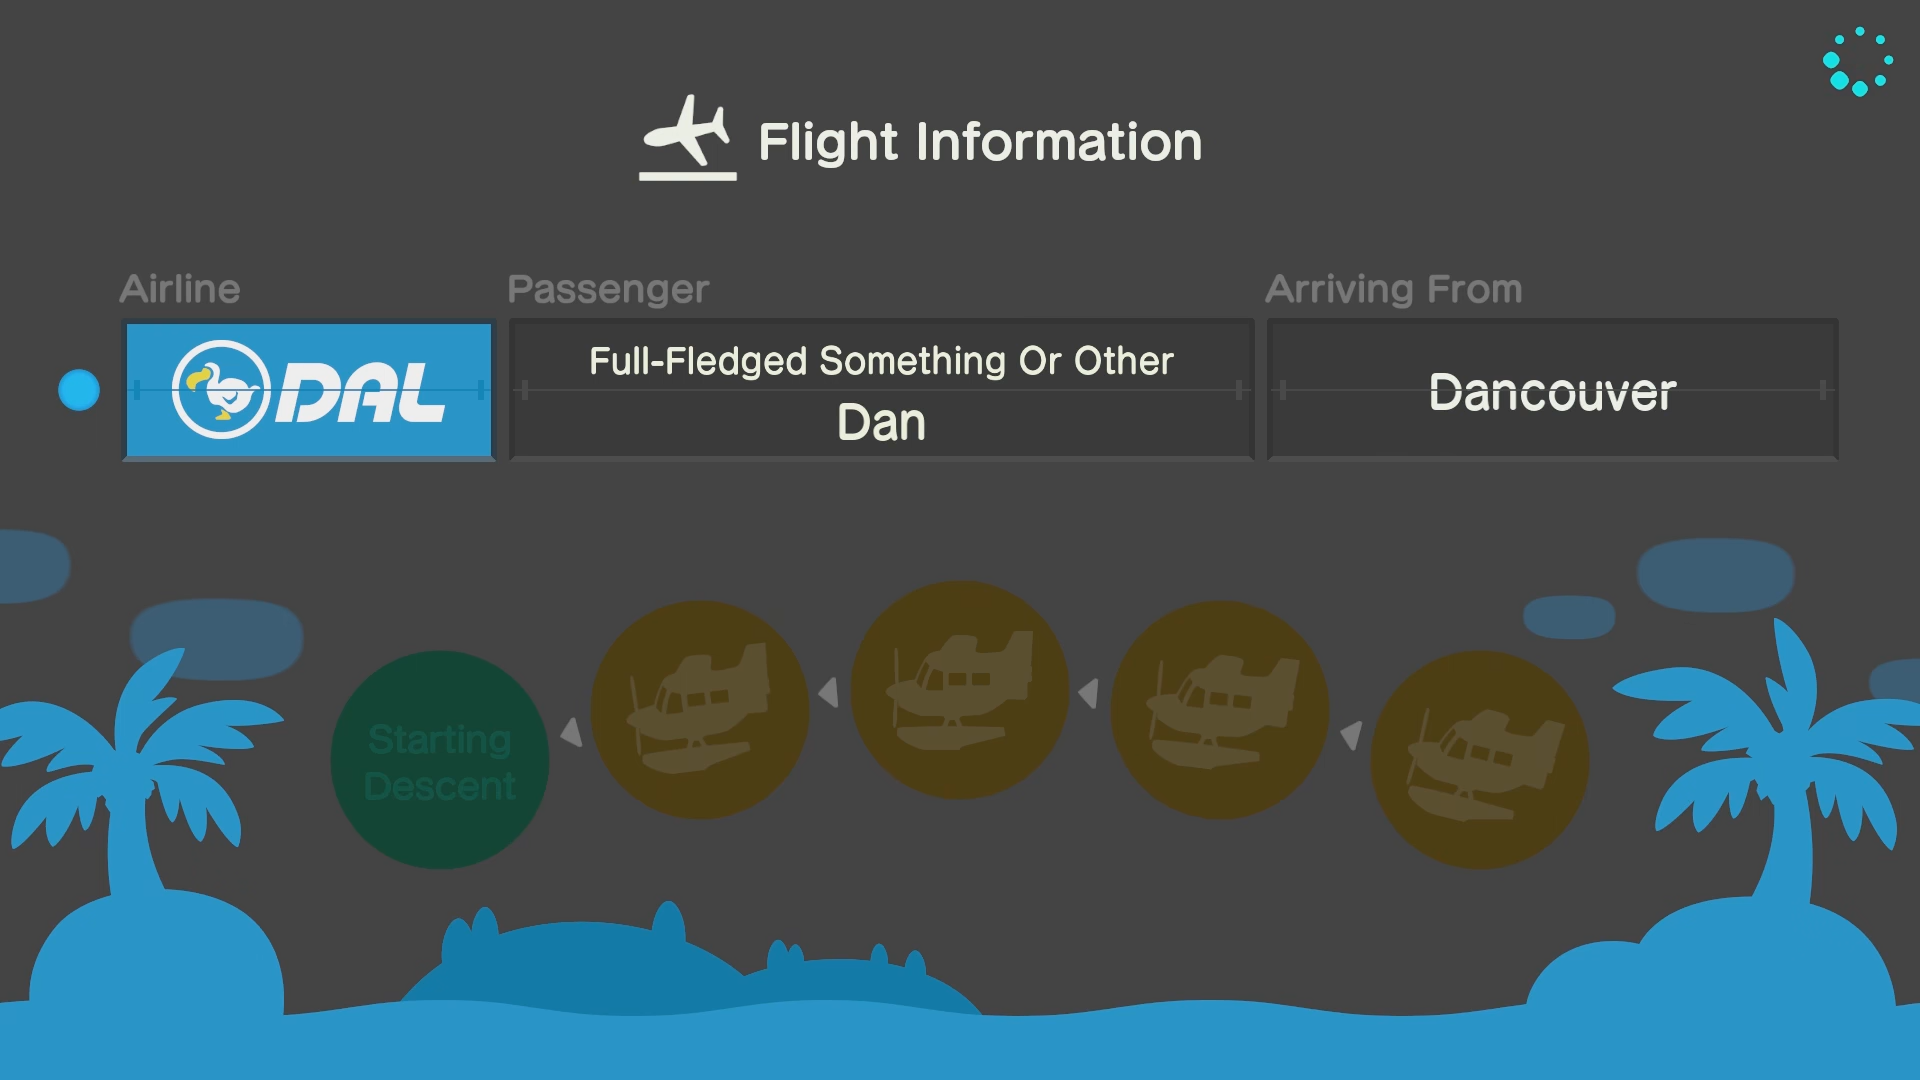 Flight Information
Airline
Passenger
Arriving From
DAL
Full-Fledged Something Or Other
Dan
Dancouver
Starting
Descent